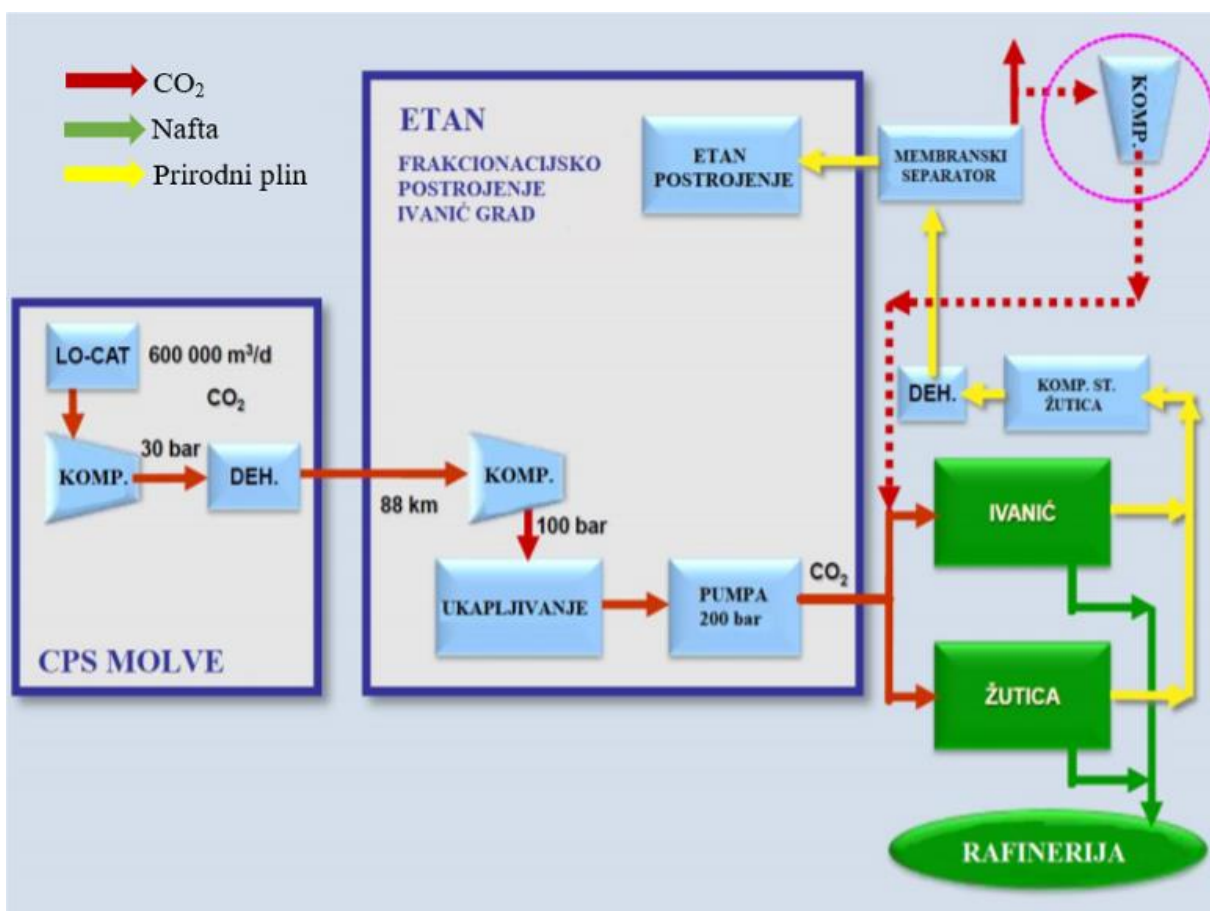 CO₂
Nafta
Prirodni plin
ETAN
FRAKCIONACIJSKO
POSTROJENJE
IVANIĆ GRAD
ETAN
POSTROJENJE
MEMBRANSKI
SEPARATOR
KOMP.
LO-CAT
600 000 m³/d
CO₂
KOMP.
30 bar
DEH.
88 km
KOMP.
100 bar
UKAPLJIVANJE
PUMPA
200 bar
CO₂
CPS MOLVE
DEH.
KOMP. ST.
ŽUTICA
IVANIĆ
ŽUTICA
RAFINERIJA